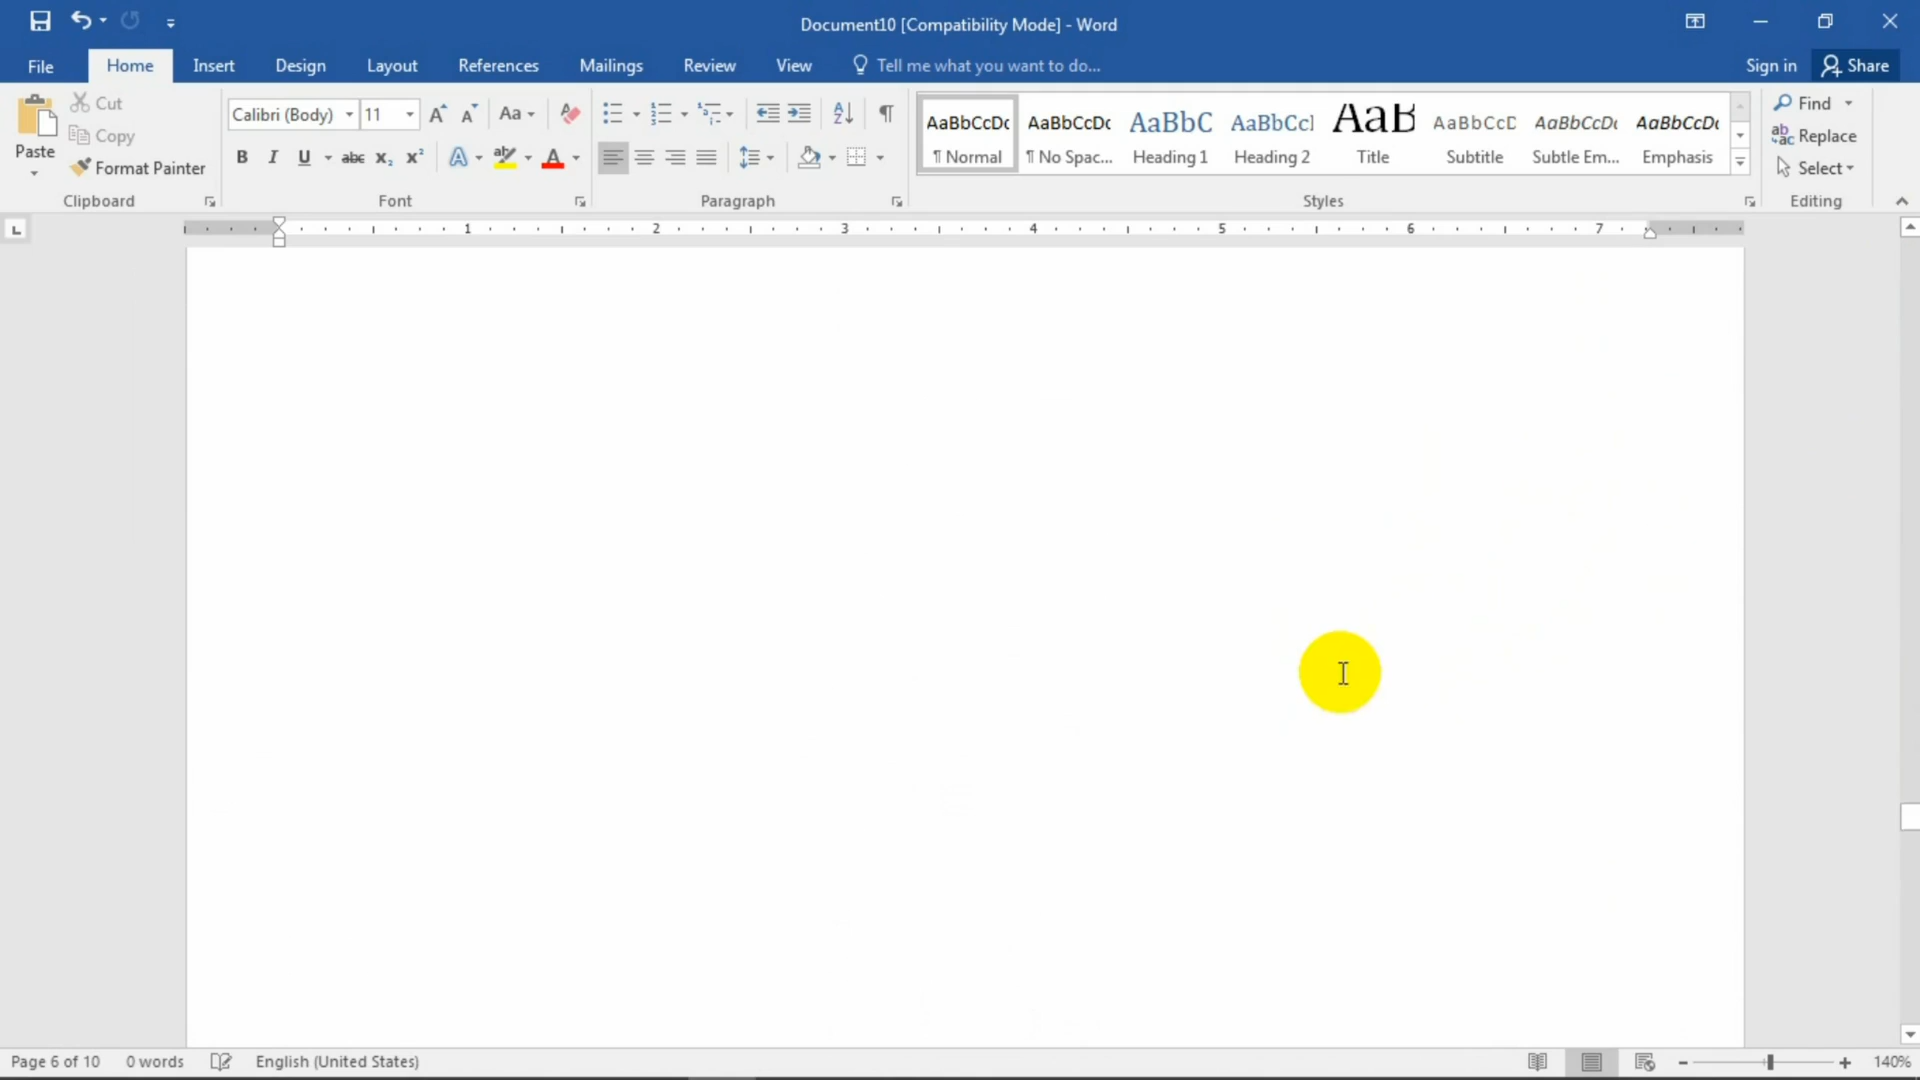 Document10 [Compatibility Mode] - Word
File Home Insert Design Layout References Mailings Review View Tell me what you want to do... Sign in Share
Paste
Cut
Copy
Format Painter
Clipboard
Calibri (Body) 11 Aa
B I U abc X₂ X² A ab A
Font
A Z ¶
Paragraph
AaBbCcDc AaBbCcDc AaBbC AaBbCcl AaB AaBbCcD AaBbCcDc AaBbCcDc
¶ Normal ¶ No Spac... Heading 1 Heading 2 Title Subtitle Subtle Em... Emphasis
Styles
Find
Replace
Select
Editing
L 1 2 3 4 5 6 7
Page 6 of 10 0 words English (United States) 140%